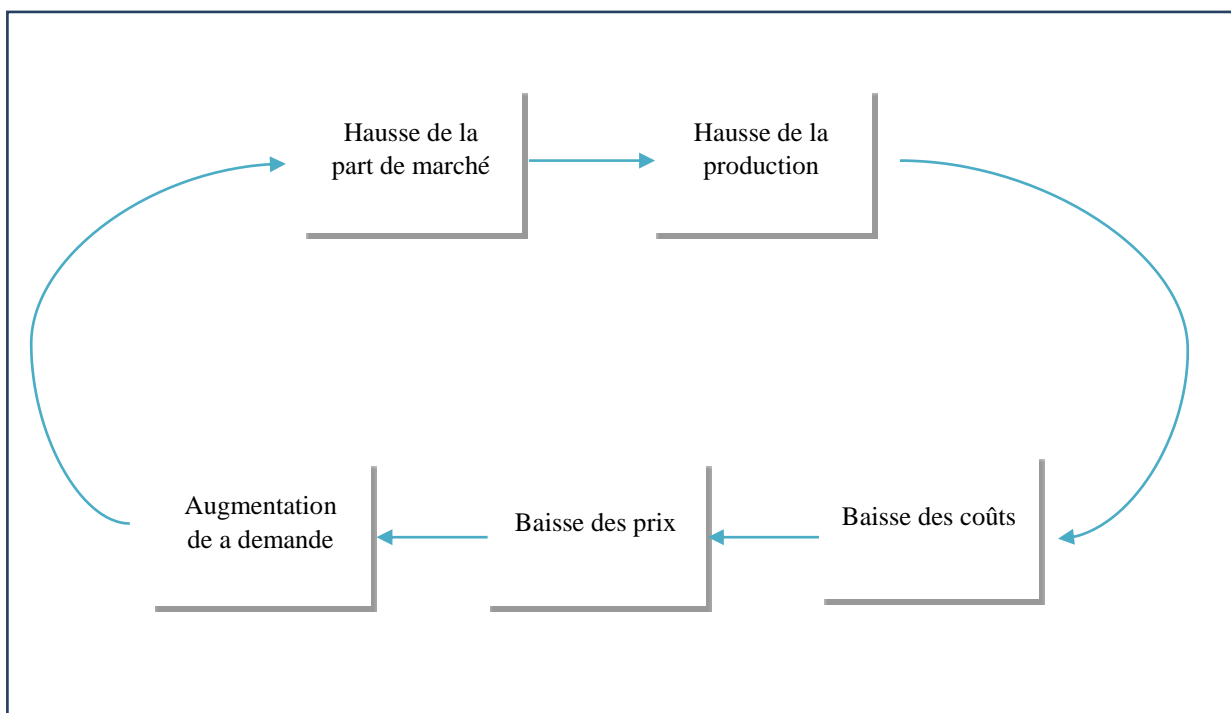 Hausse de la
part de marché
Hausse de la
production
Augmentation
de a demande
Baisse des prix
Baisse des coûts